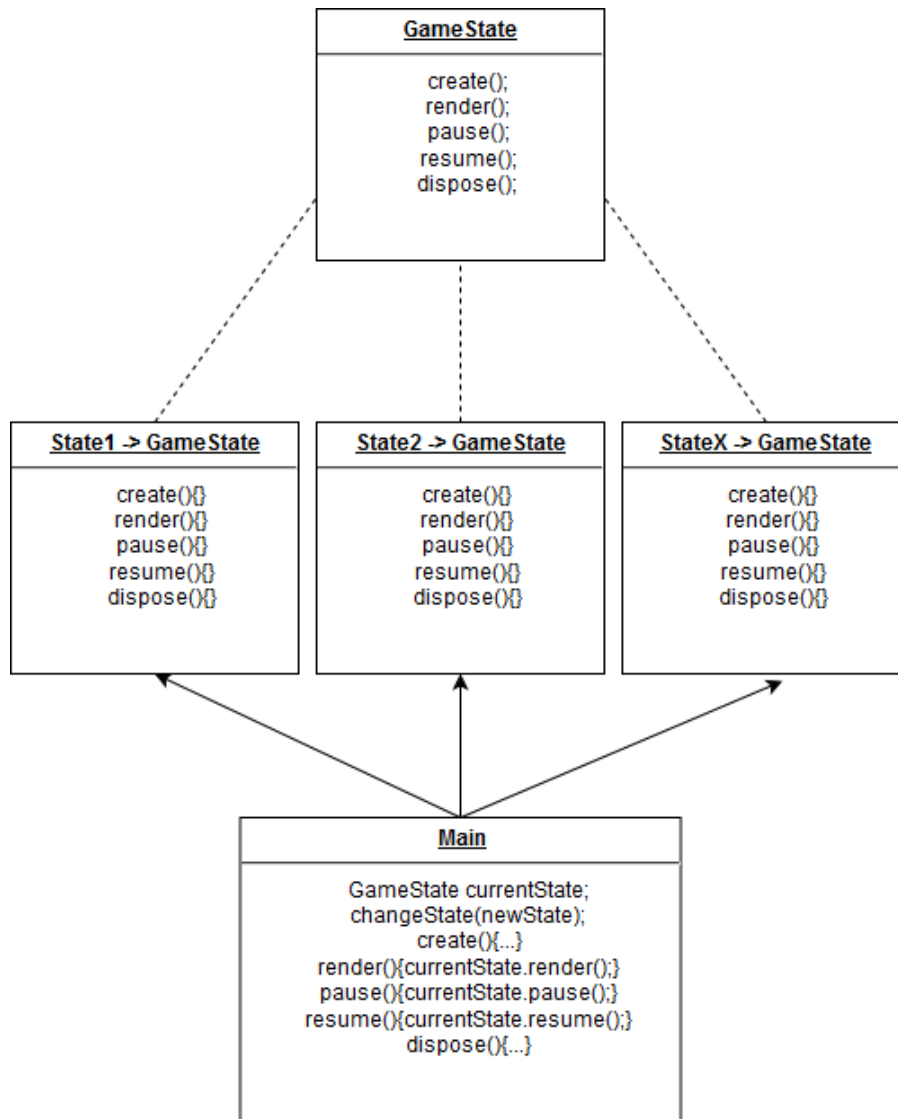 GameState
create();
render();
pause();
resume();
dispose();
State1 -> GameState
create(){}
render(){}
pause(){}
resume(){}
dispose(){}
State2 -> GameState
create(){}
render(){}
pause(){}
resume(){}
dispose(){}
StateX -> GameState
create(){}
render(){}
pause(){}
resume(){}
dispose(){}
Main
GameState currentState;
changeState(newState);
create(){...}
render(){currentState.render();}
pause(){currentState.pause();}
resume(){currentState.resume();}
dispose(){...}